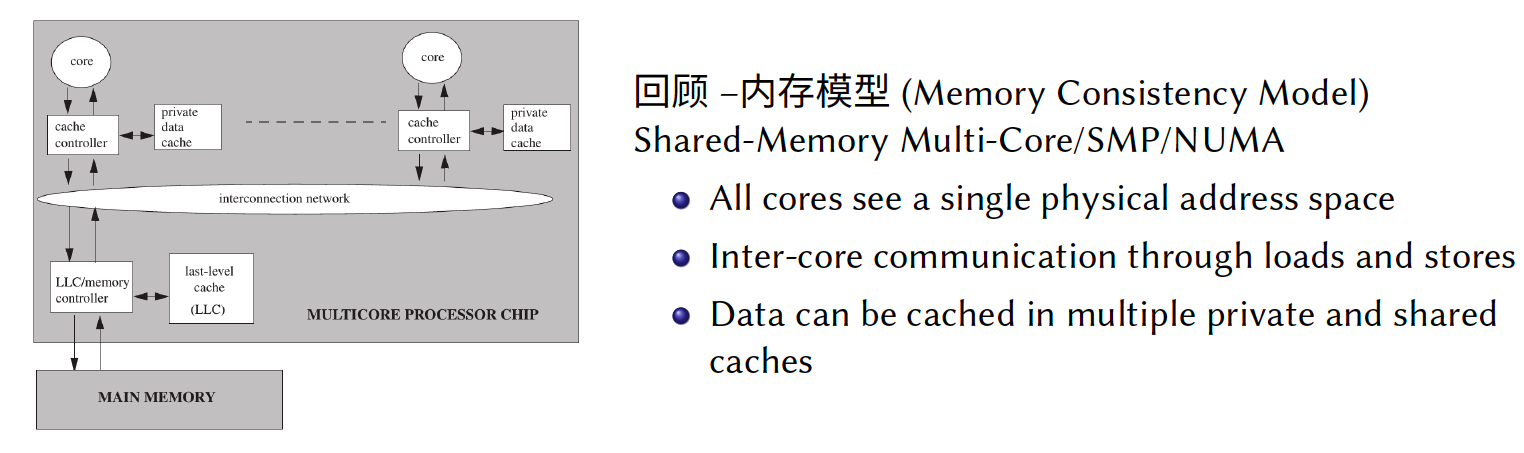 core
core
cache
controller
private
data
cache
cache
controller
private
data
cache
interconnection network
LLC/memory
controller
last-level
cache
(LLC)
MULTICORE PROCESSOR CHIP
MAIN MEMORY
回顾 –内存模型 (Memory Consistency Model)
Shared-Memory Multi-Core/SMP/NUMA
All cores see a single physical address space
Inter-core communication through loads and stores
Data can be cached in multiple private and shared
caches